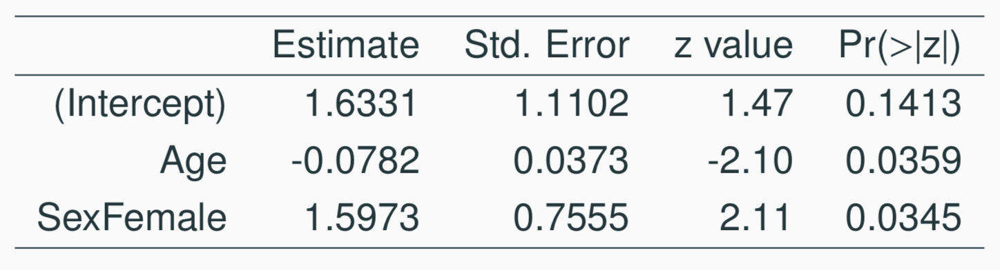 Estimate Std. Error z value Pr(>|z|)
(Intercept) 1.6331 1.1102 1.47 0.1413
Age -0.0782 0.0373 -2.10 0.0359
SexFemale 1.5973 0.7555 2.11 0.0345